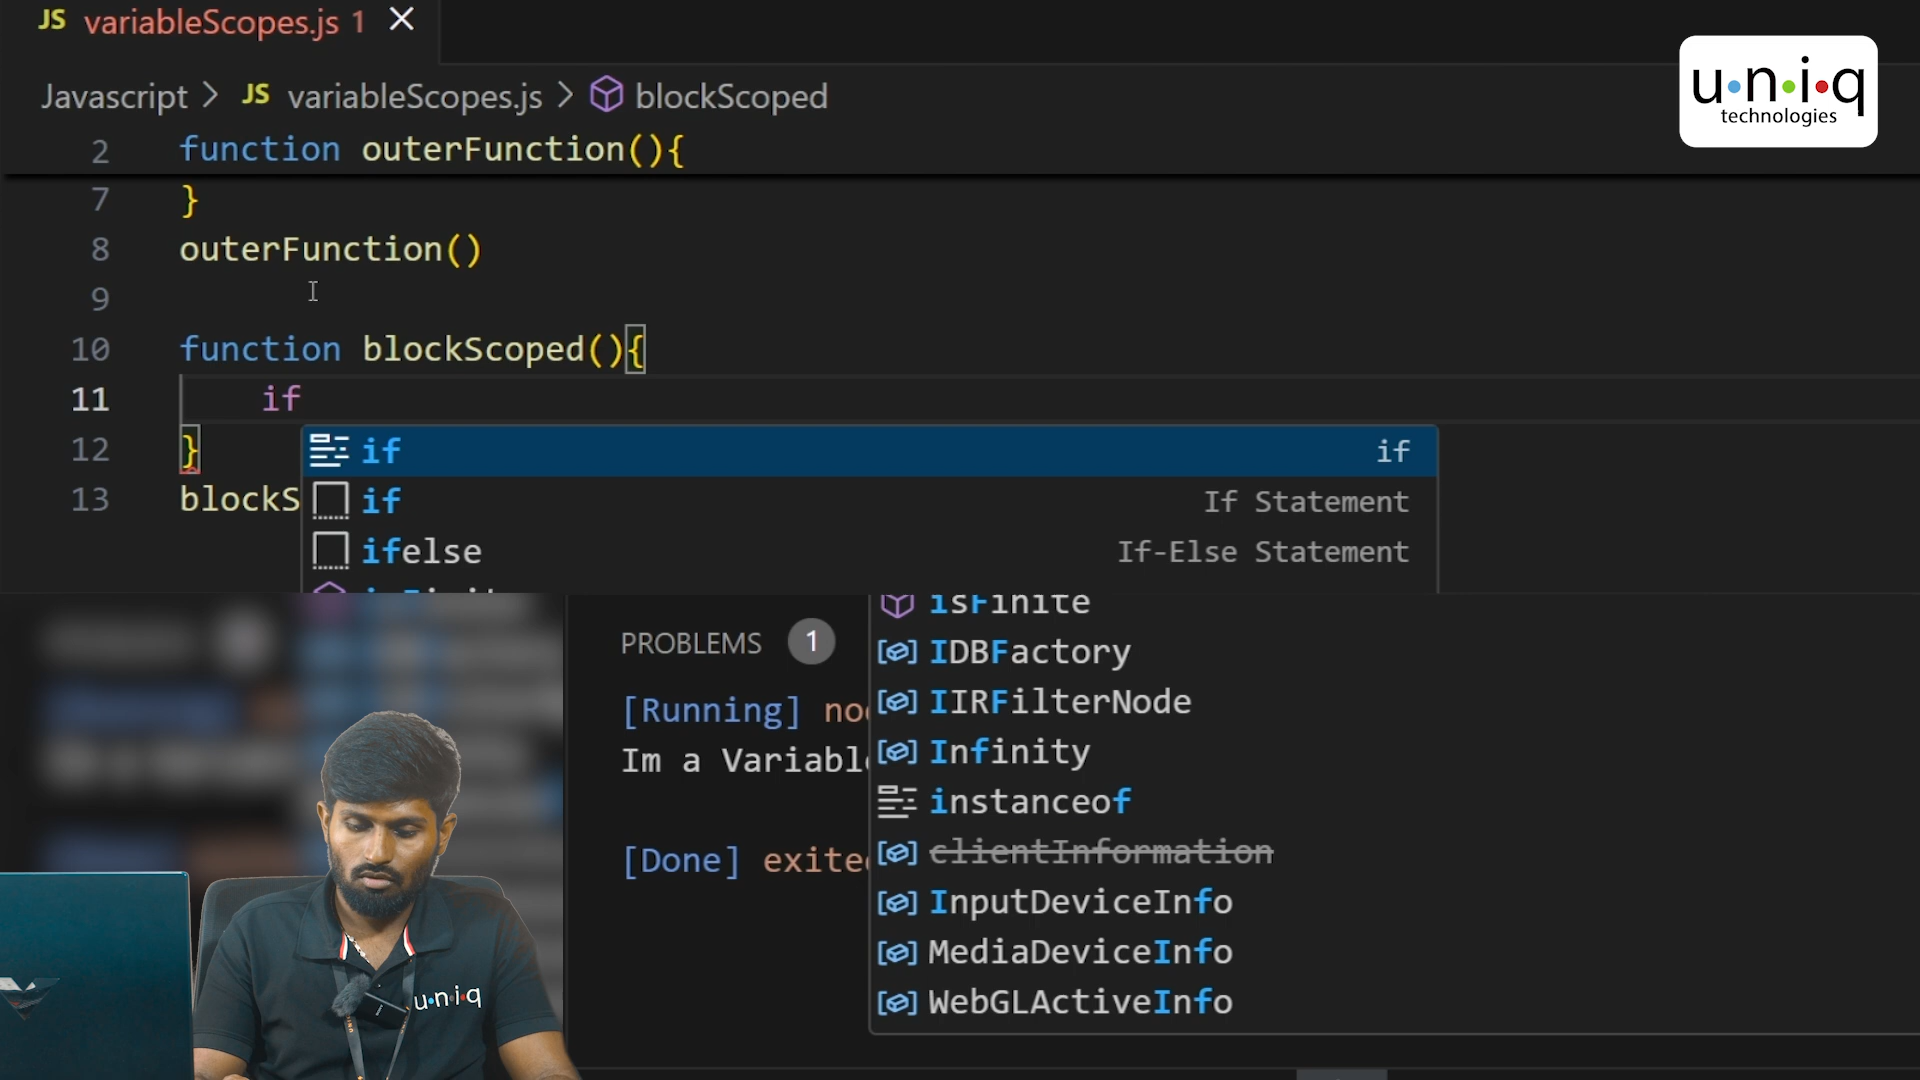 JS variableScopes.js 1
Javascript > JS variableScopes.js > blockScoped
u·n·i·q
technologies
2 function outerFunction(){
7 }
8 outerFunction()
9
10 function blockScoped(){
11 if
12 }
13 blockS
if if
if If Statement
ifelse If-Else Statement
isFinite
PROBLEMS 1
isFinite
IDBFactory
IIRFilterNode
Infinity
instanceof
clientInformation
InputDeviceInfo
MediaDeviceInfo
WebGLActiveInfo
[Running] no
Im a Variabl
[Done] exite
u·n·i·q